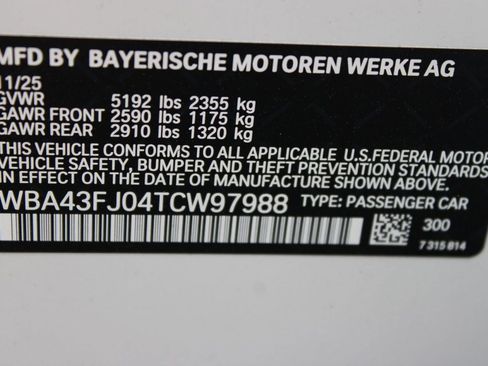 MFD BY BAYERISCHE MOTOREN WERKE AG
11/25
GVWR 5192 lbs 2355 kg
GAWR FRONT 2590 lbs 1175 kg
GAWR REAR 2910 lbs 1320 kg
THIS VEHICLE CONFORMS TO ALL APPLICABLE U.S.FEDERAL MOTOR
VEHICLE SAFETY, BUMPER AND THEFT PREVENTION STANDARDS
IN EFFECT ON THE DATE OF MANUFACTURE SHOWN ABOVE.
WBA43FJ04TCW97988 TYPE: PASSENGER CAR
300
7 315 814